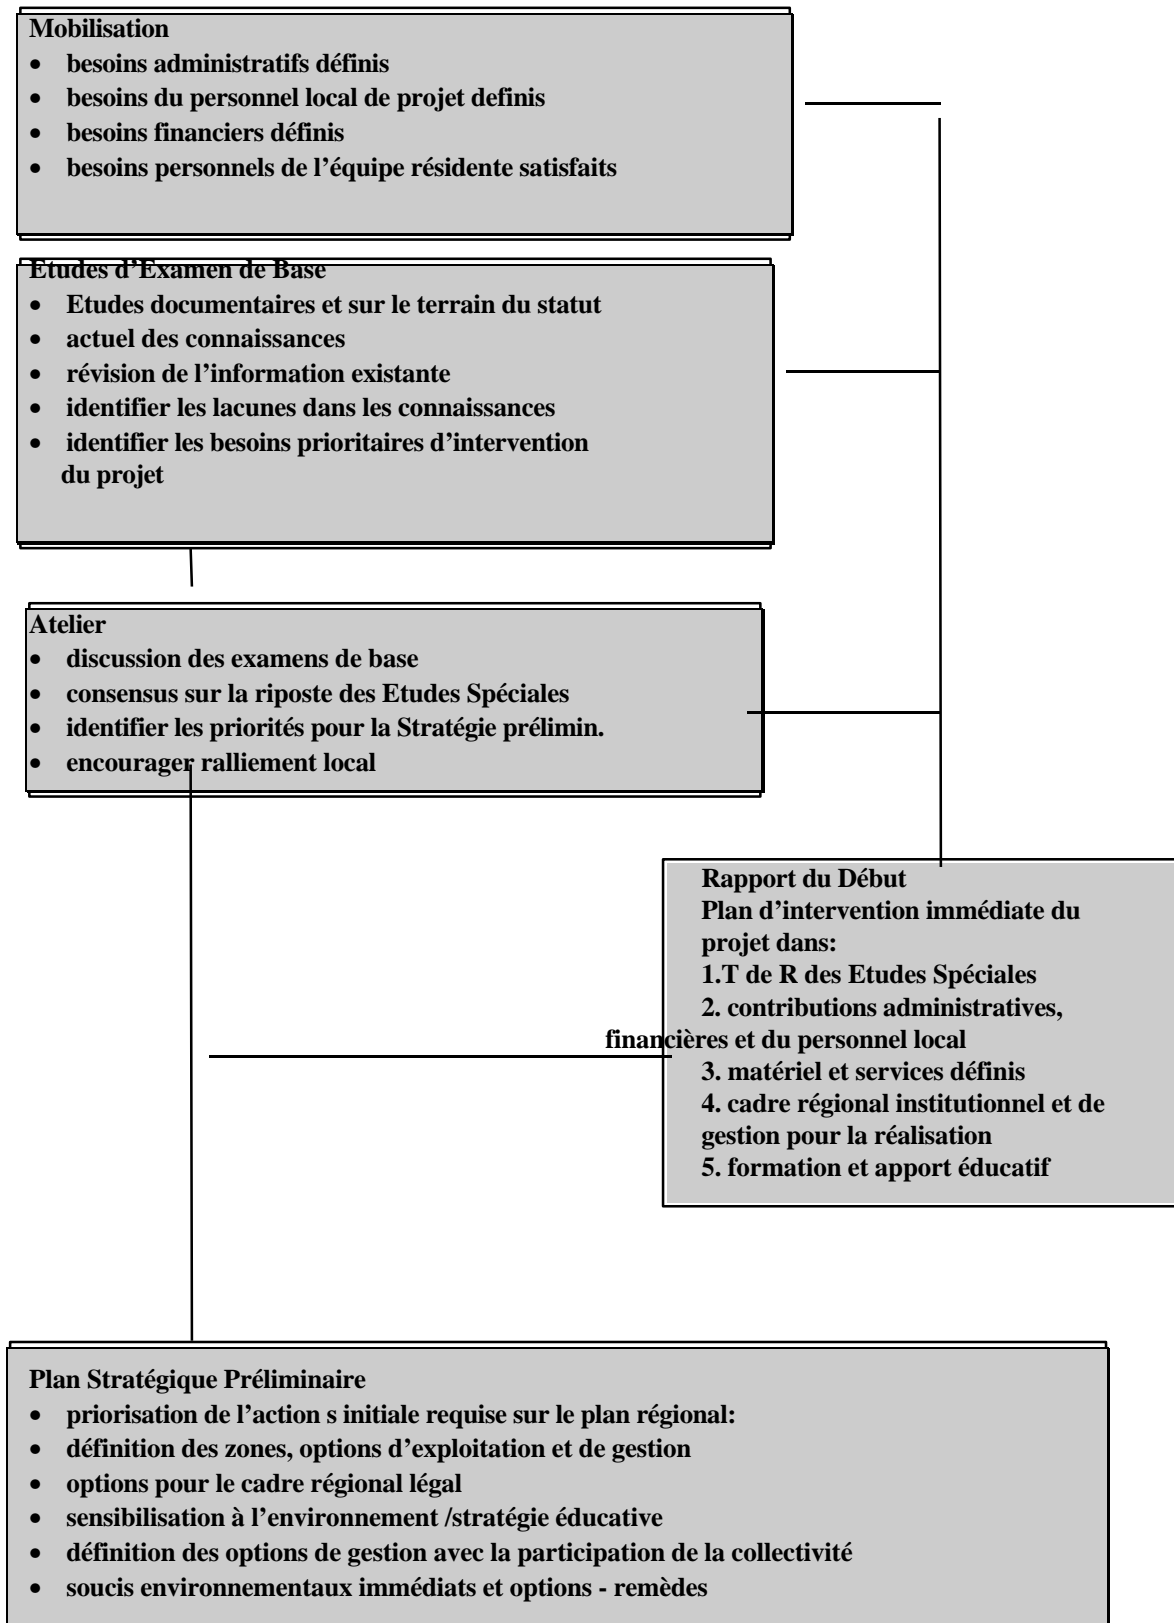 Mobilisation
• besoins administratifs définis
• besoins du personnel local de projet definis
• besoins financiers définis
• besoins personnels de l’équipe résidente satisfaits
Etudes d’Examen de Base
• Etudes documentaires et sur le terrain du statut
• actuel des connaissances
• révision de l’information existante
• identifier les lacunes dans les connaissances
• identifier les besoins prioritaires d’intervention
du projet
Atelier
• discussion des examens de base
• consensus sur la riposte des Etudes Spéciales
• identifier les priorités pour la Stratégie prélimin.
• encourager ralliement local
Rapport du Début
Plan d’intervention immédiate du
projet dans:
1.T de R des Etudes Spéciales
2. contributions administratives,
financières et du personnel local
3. matériel et services définis
4. cadre régional institutionnel et de
gestion pour la réalisation
5. formation et apport éducatif
Plan Stratégique Préliminaire
• priorisation de l’action s initiale requise sur le plan régional:
• définition des zones, options d’exploitation et de gestion
• options pour le cadre régional légal
• sensibilisation à l’environnement /stratégie éducative
• définition des options de gestion avec la participation de la collectivité
• soucis environnementaux immédiats et options - remèdes